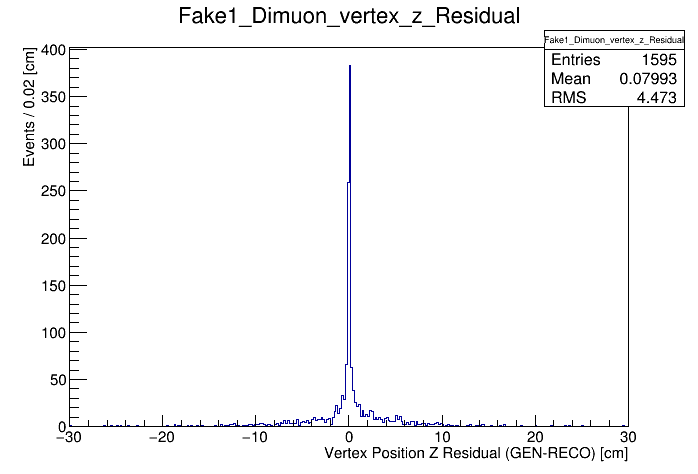 Fake1_Dimuon_vertex_z_Residual
Fake1_Dimuon_vertex_z_Residual
Entries 1595
Mean 0.07993
RMS 4.473
Events / 0.02 [cm]
400
350
300
250
200
150
100
50
0
−30 −20 −10 0 10 20 30
Vertex Position Z Residual (GEN-RECO) [cm]